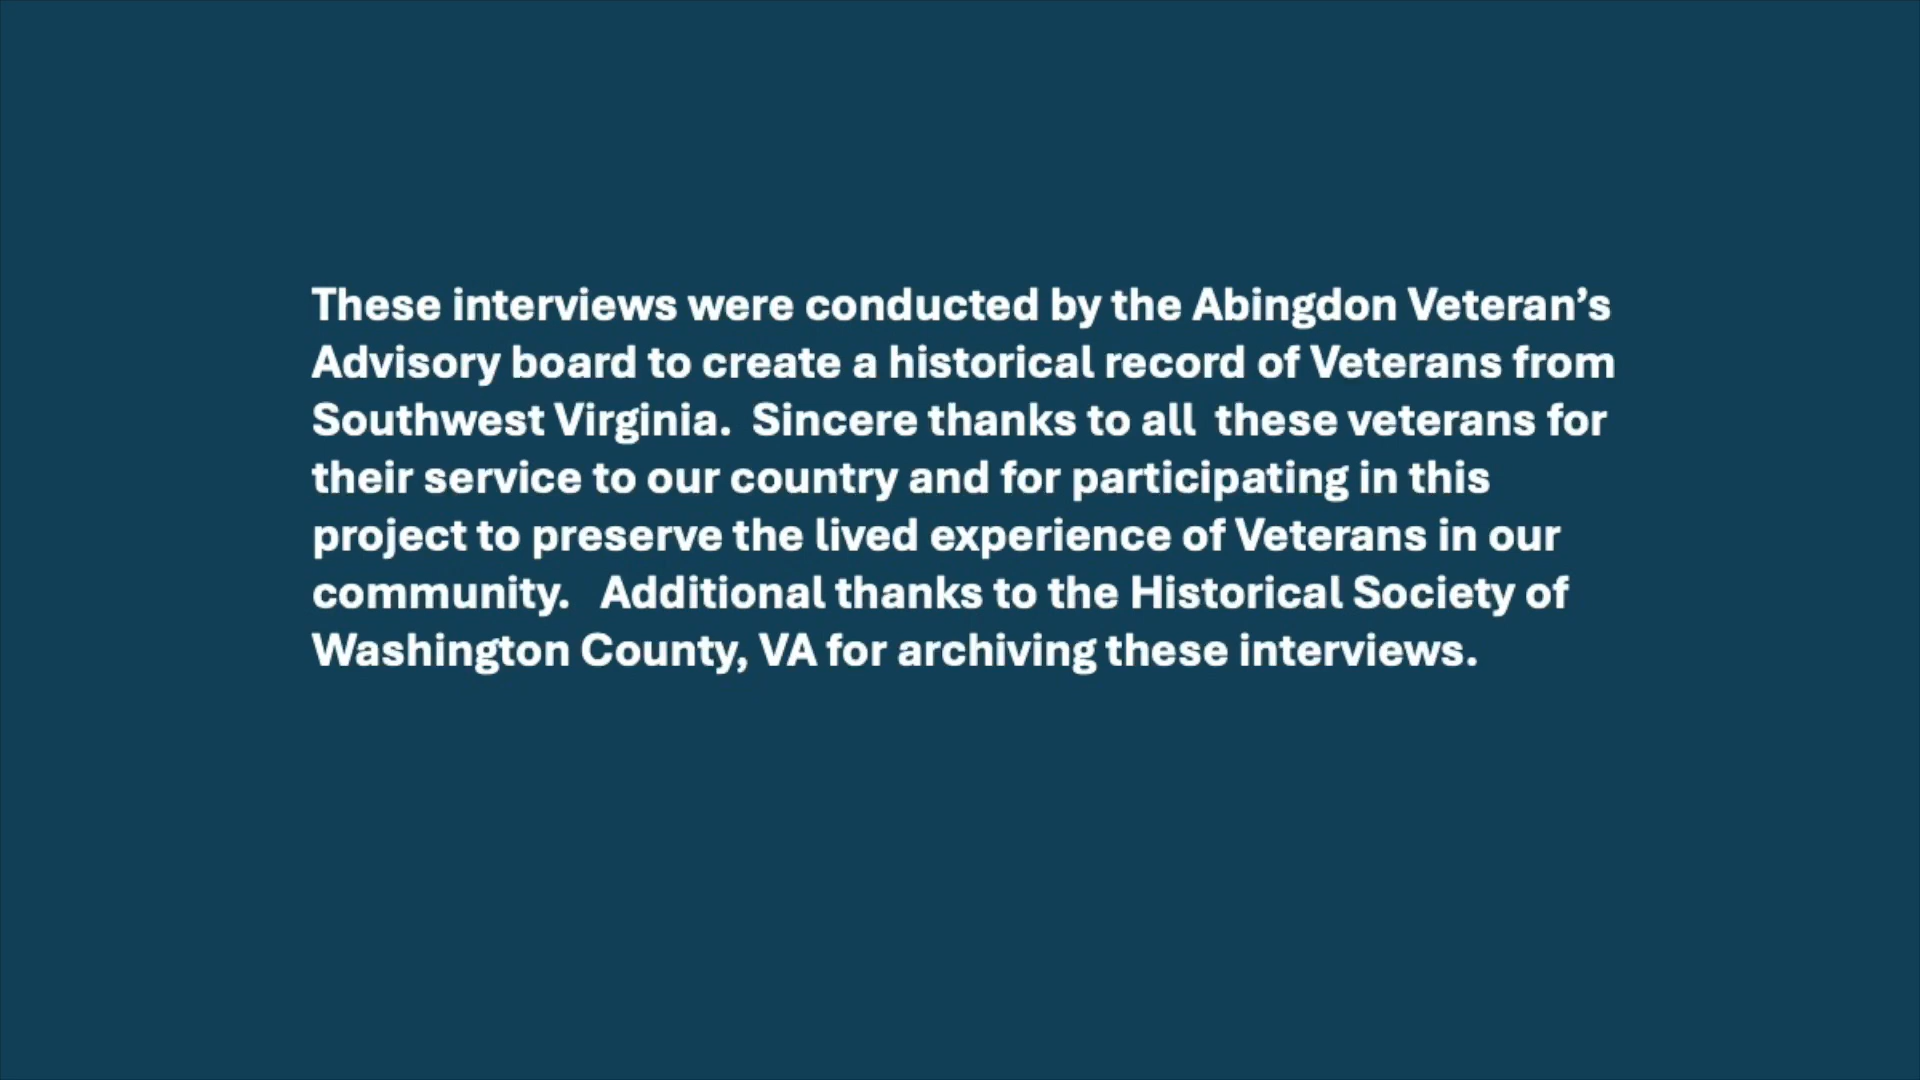 These interviews were conducted by the Abingdon Veteran’s
Advisory board to create a historical record of Veterans from
Southwest Virginia.  Sincere thanks to all  these veterans for
their service to our country and for participating in this
project to preserve the lived experience of Veterans in our
community.   Additional thanks to the Historical Society of
Washington County, VA for archiving these interviews.